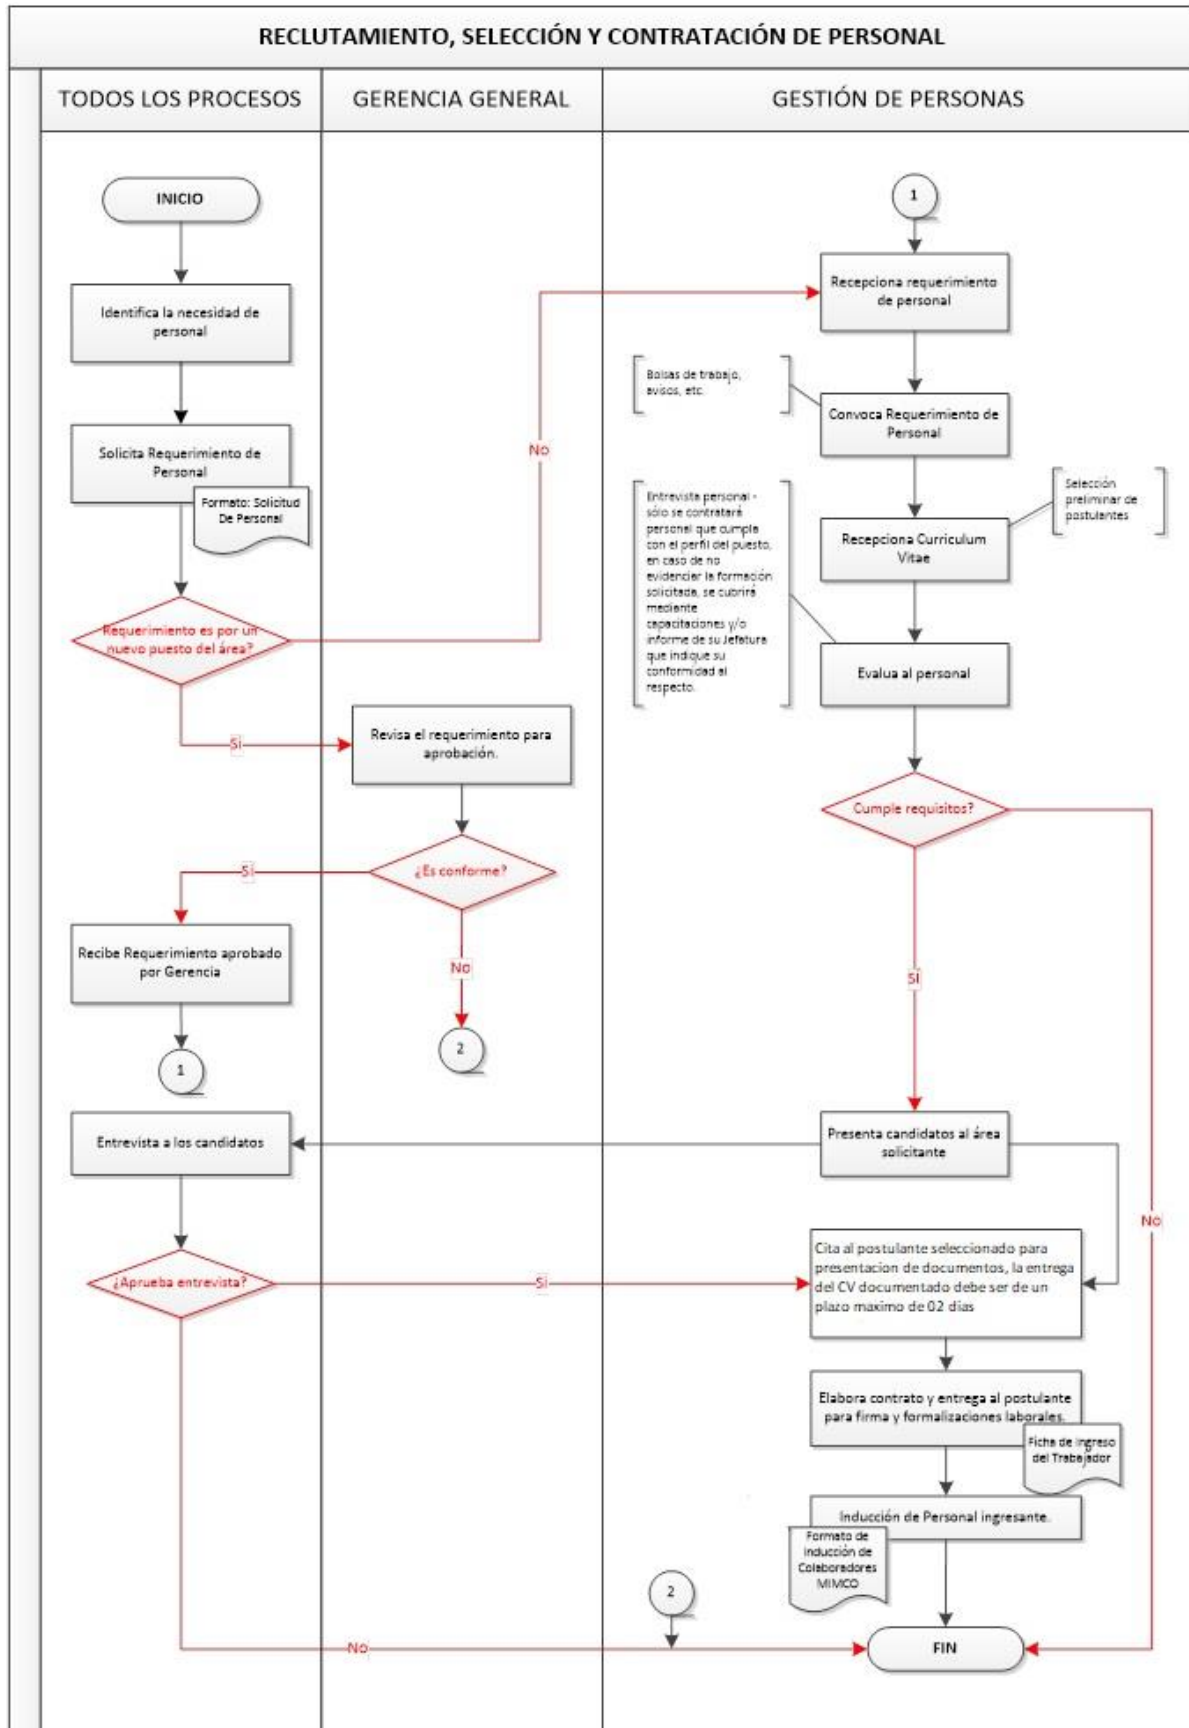 RECLUTAMIENTO, SELECCIÓN Y CONTRATACIÓN DE PERSONAL
TODOS LOS PROCESOS
GERENCIA GENERAL
GESTIÓN DE PERSONAS
INICIO
Identifica la necesidad de
personal
Solicita Requerimiento de
Personal
Formato: Solicitud
De Personal
Requerimiento es por un
nuevo puesto del área?
No
Si
Revisa el requerimiento para
aprobación.
¿Es conforme?
Sí
No
2
Recibe Requerimiento aprobado
por Gerencia
1
1
Recepciona requerimiento
de personal
Bolsas de trabajo,
avisos, etc.
Convoca Requerimiento de
Personal
Selección
preliminar de
postulantes
Recepciona Curriculum
Vitae
Entrevista personal -
sólo se contratará
personal que cumpla
con el perfil del puesto,
en caso de no
evidenciar la formación
solicitada, se cubrirá
mediante
capacitaciones y/o
informe de su Jefatura
que indique su
conformidad al
respecto.
Evalua al personal
Cumple requisitos?
Sí
No
Presenta candidatos al área
solicitante
Entrevista a los candidatos
¿Aprueba entrevista?
Si
No
Cita al postulante seleccionado para
presentacion de documentos, la entrega
del CV documentado debe ser de un
plazo maximo de 02 dias
Elabora contrato y entrega al postulante
para firma y formalizaciones laborales.
Ficha de Ingreso
del Trabajador
Inducción de Personal ingresante.
Formato de
Inducción de
Colaboradores
MIMCO
2
FIN